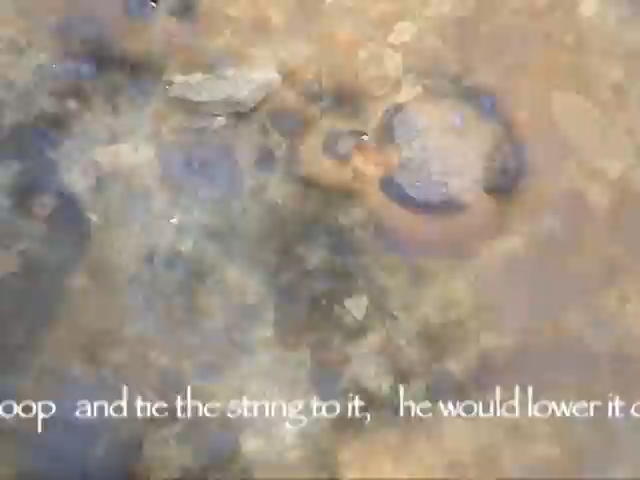 oop and tie the string to it, he would lower it